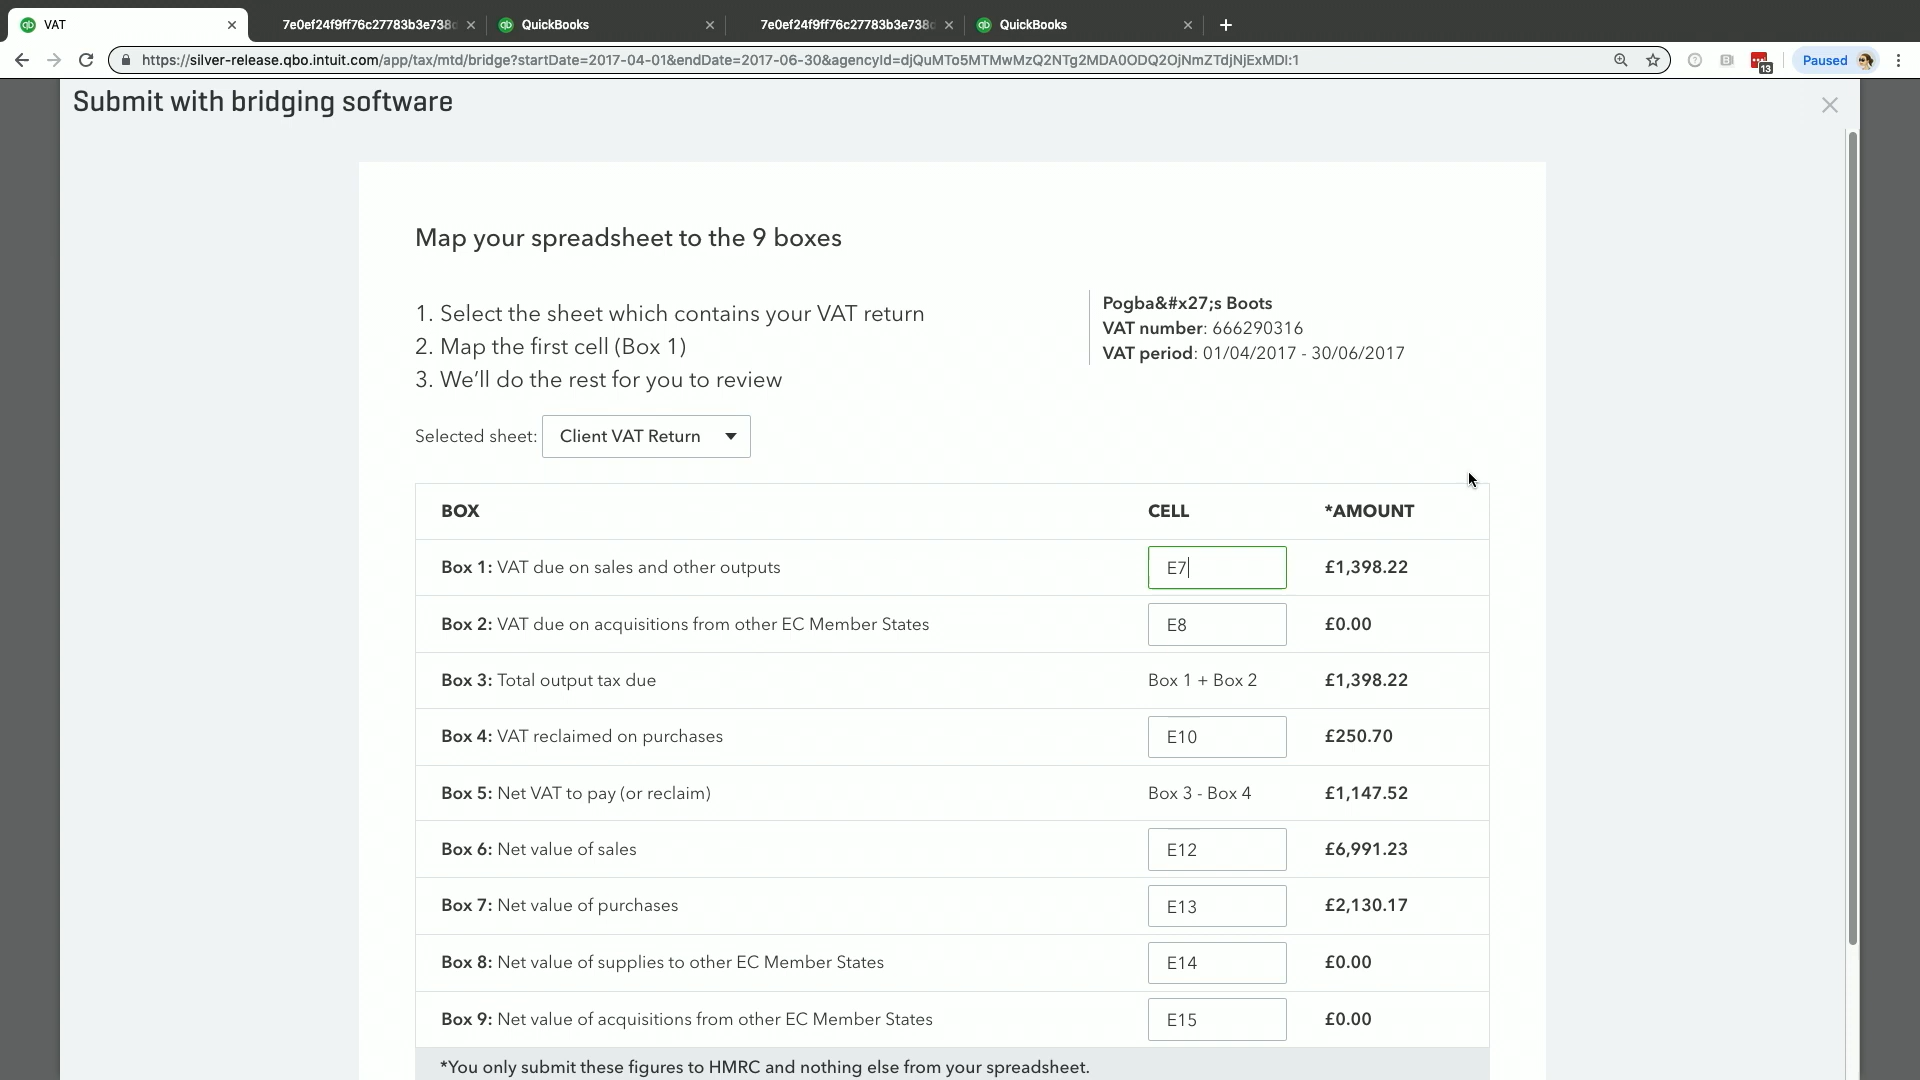 VAT
7e0ef24f9ff76c27783b3e738
QuickBooks
7e0ef24f9ff76c27783b3e738
QuickBooks
https://silver-release.qbo.intuit.com/app/tax/mtd/bridge?startDate=2017-04-01&endDate=2017-06-30&agencyId=djQuMTo5MTMwMzQ2NTg2MDA0ODQ2OjNmZTdjNjExMDI:1
13
Paused
Submit with bridging software
Map your spreadsheet to the 9 boxes
1. Select the sheet which contains your VAT return
2. Map the first cell (Box 1)
3. We’ll do the rest for you to review
Pogba&#x27;s Boots
VAT number: 666290316
VAT period: 01/04/2017 - 30/06/2017
Selected sheet: Client VAT Return
BOX CELL *AMOUNT
Box 1: VAT due on sales and other outputs E7 £1,398.22
Box 2: VAT due on acquisitions from other EC Member States E8 £0.00
Box 3: Total output tax due Box 1 + Box 2 £1,398.22
Box 4: VAT reclaimed on purchases E10 £250.70
Box 5: Net VAT to pay (or reclaim) Box 3 - Box 4 £1,147.52
Box 6: Net value of sales E12 £6,991.23
Box 7: Net value of purchases E13 £2,130.17
Box 8: Net value of supplies to other EC Member States E14 £0.00
Box 9: Net value of acquisitions from other EC Member States E15 £0.00
*You only submit these figures to HMRC and nothing else from your spreadsheet.